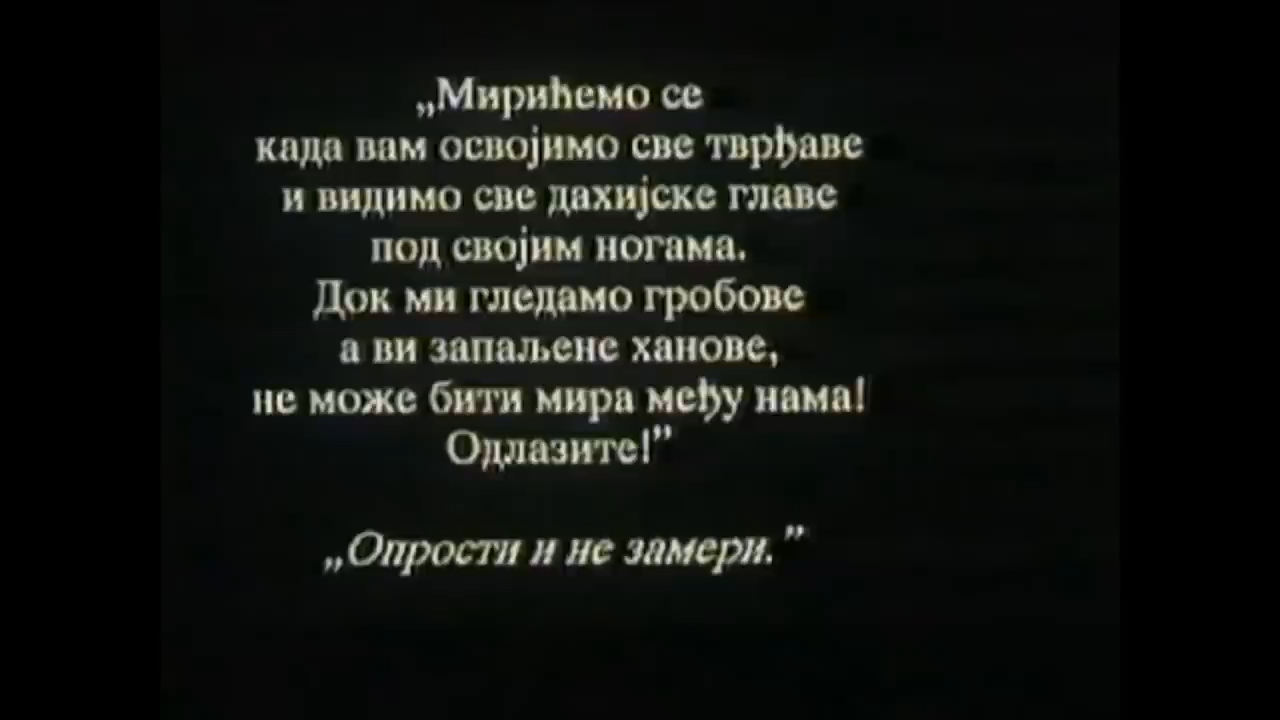 „Мирићемо се
када вам освојимо све тврђаве
и видимо све дахијске главе
под својим ногама.
Док ми гледамо гробове
а ви запаљене ханове,
не може бити мира међу нама!
Одлазите!”
„Опрости и не замери.”